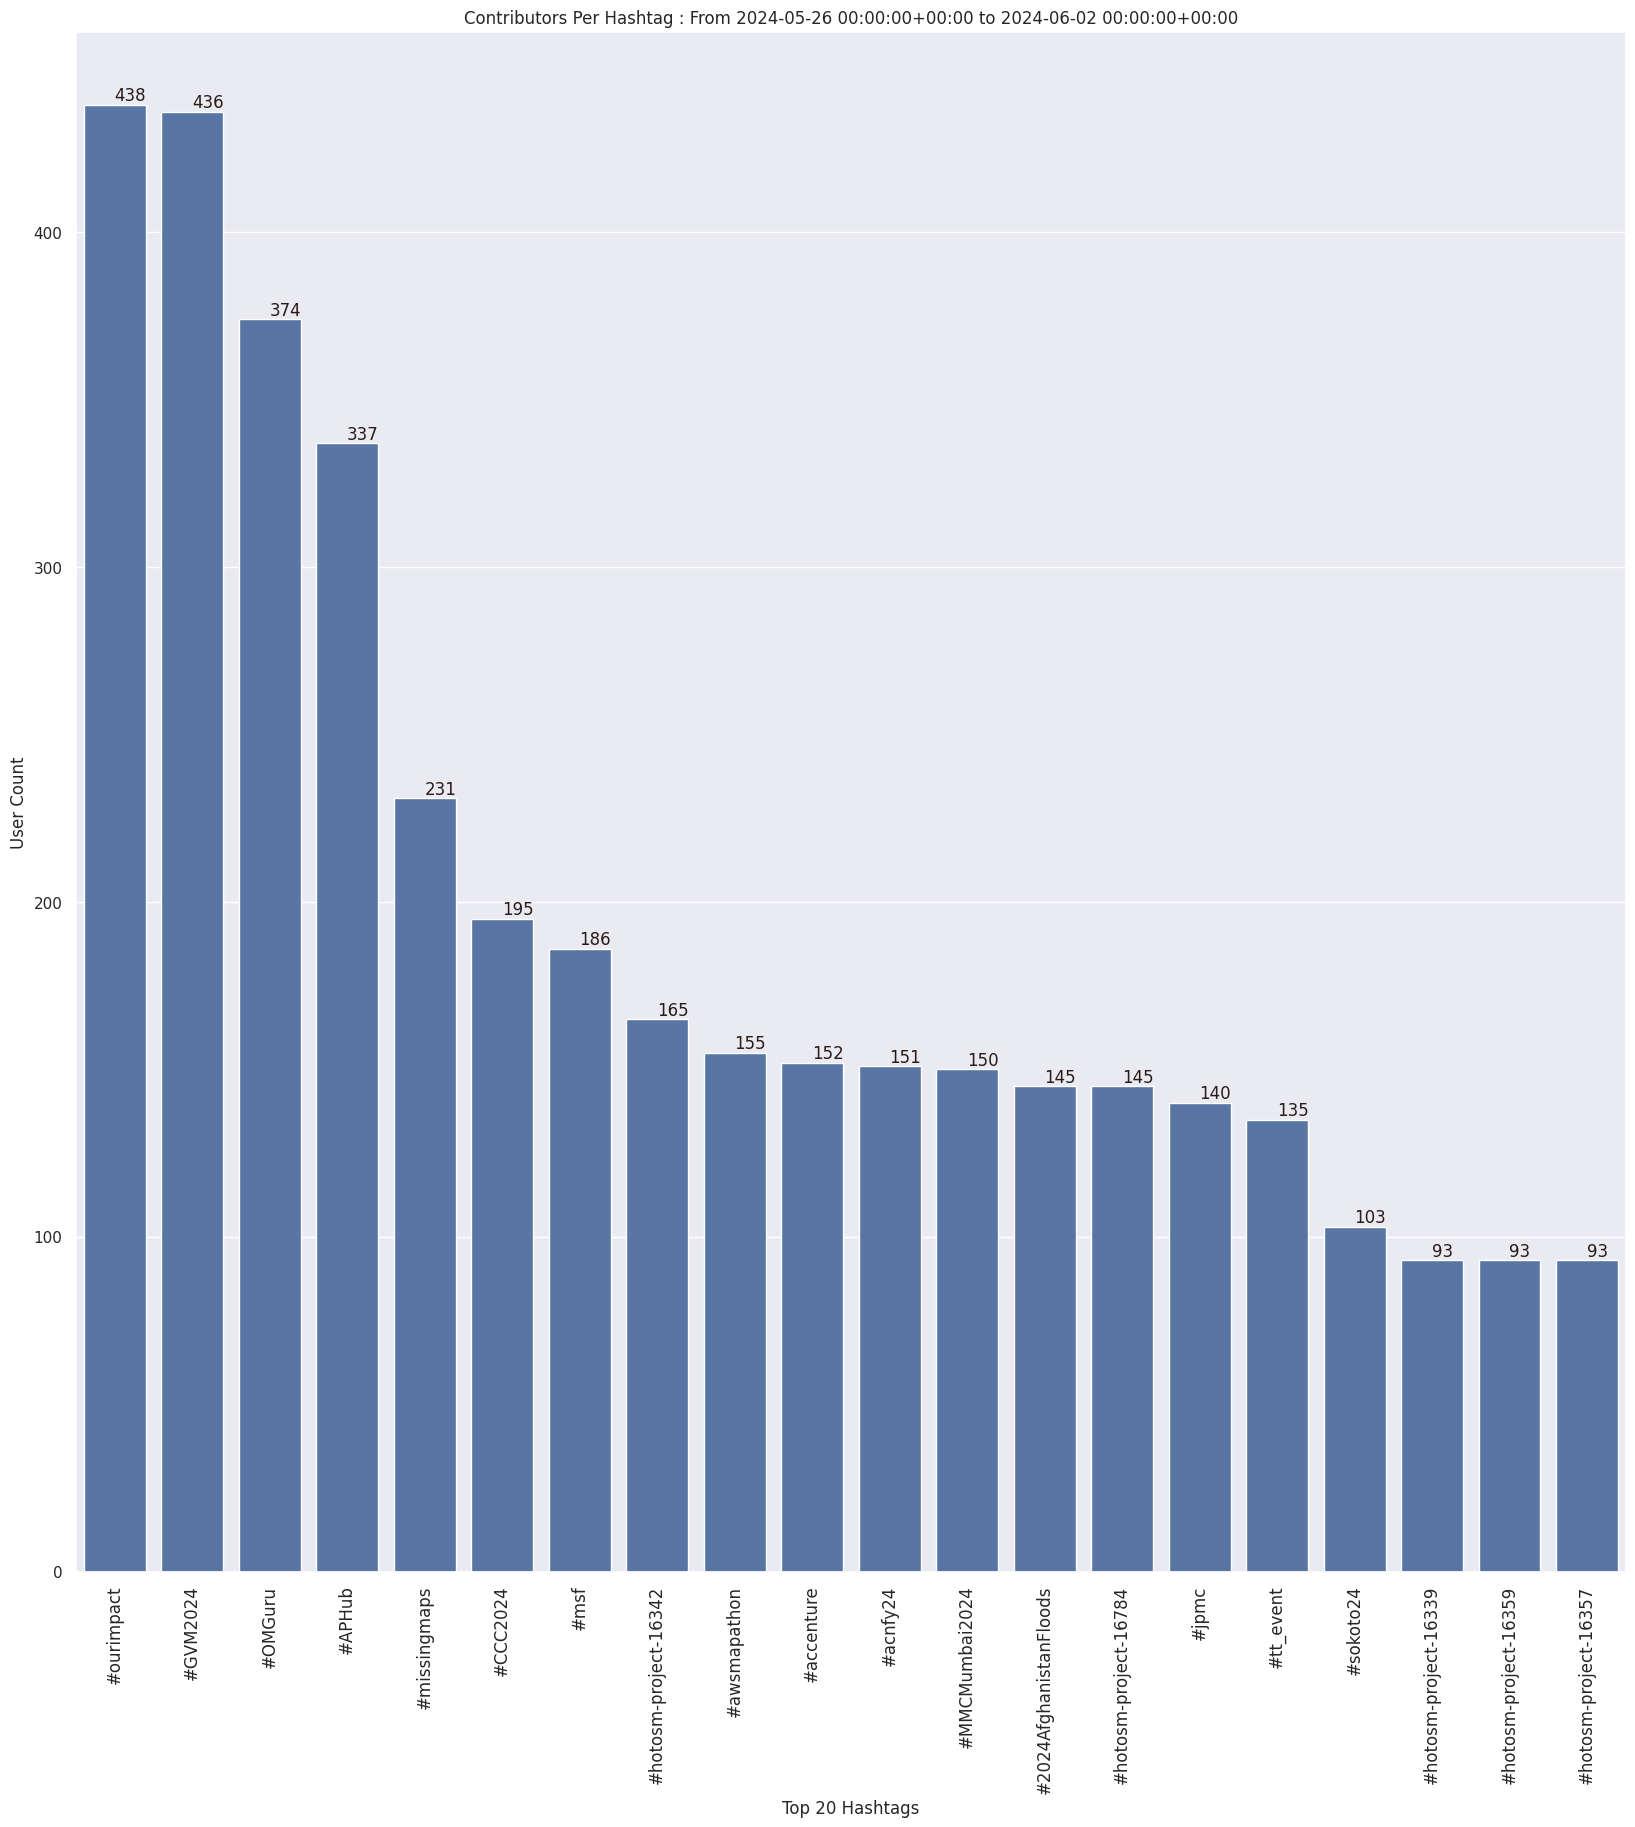 Contributors Per Hashtag : From 2024-05-26 00:00:00+00:00 to 2024-06-02 00:00:00+00:00
User Count
400
300
200
100
0
438
436
374
337
231
195
186
165
155
152
151
150
145
145
140
135
103
93
93
93
#ourimpact
#GVM2024
#OMGuru
#APHub
#missingmaps
#CCC2024
#msf
#hotosm-project-16342
#awsmapathon
#accenture
#acnfy24
#MMCMumbai2024
#2024AfghanistanFloods
#hotosm-project-16784
#jpmc
#tt_event
#sokoto24
#hotosm-project-16339
#hotosm-project-16359
#hotosm-project-16357
Top 20 Hashtags